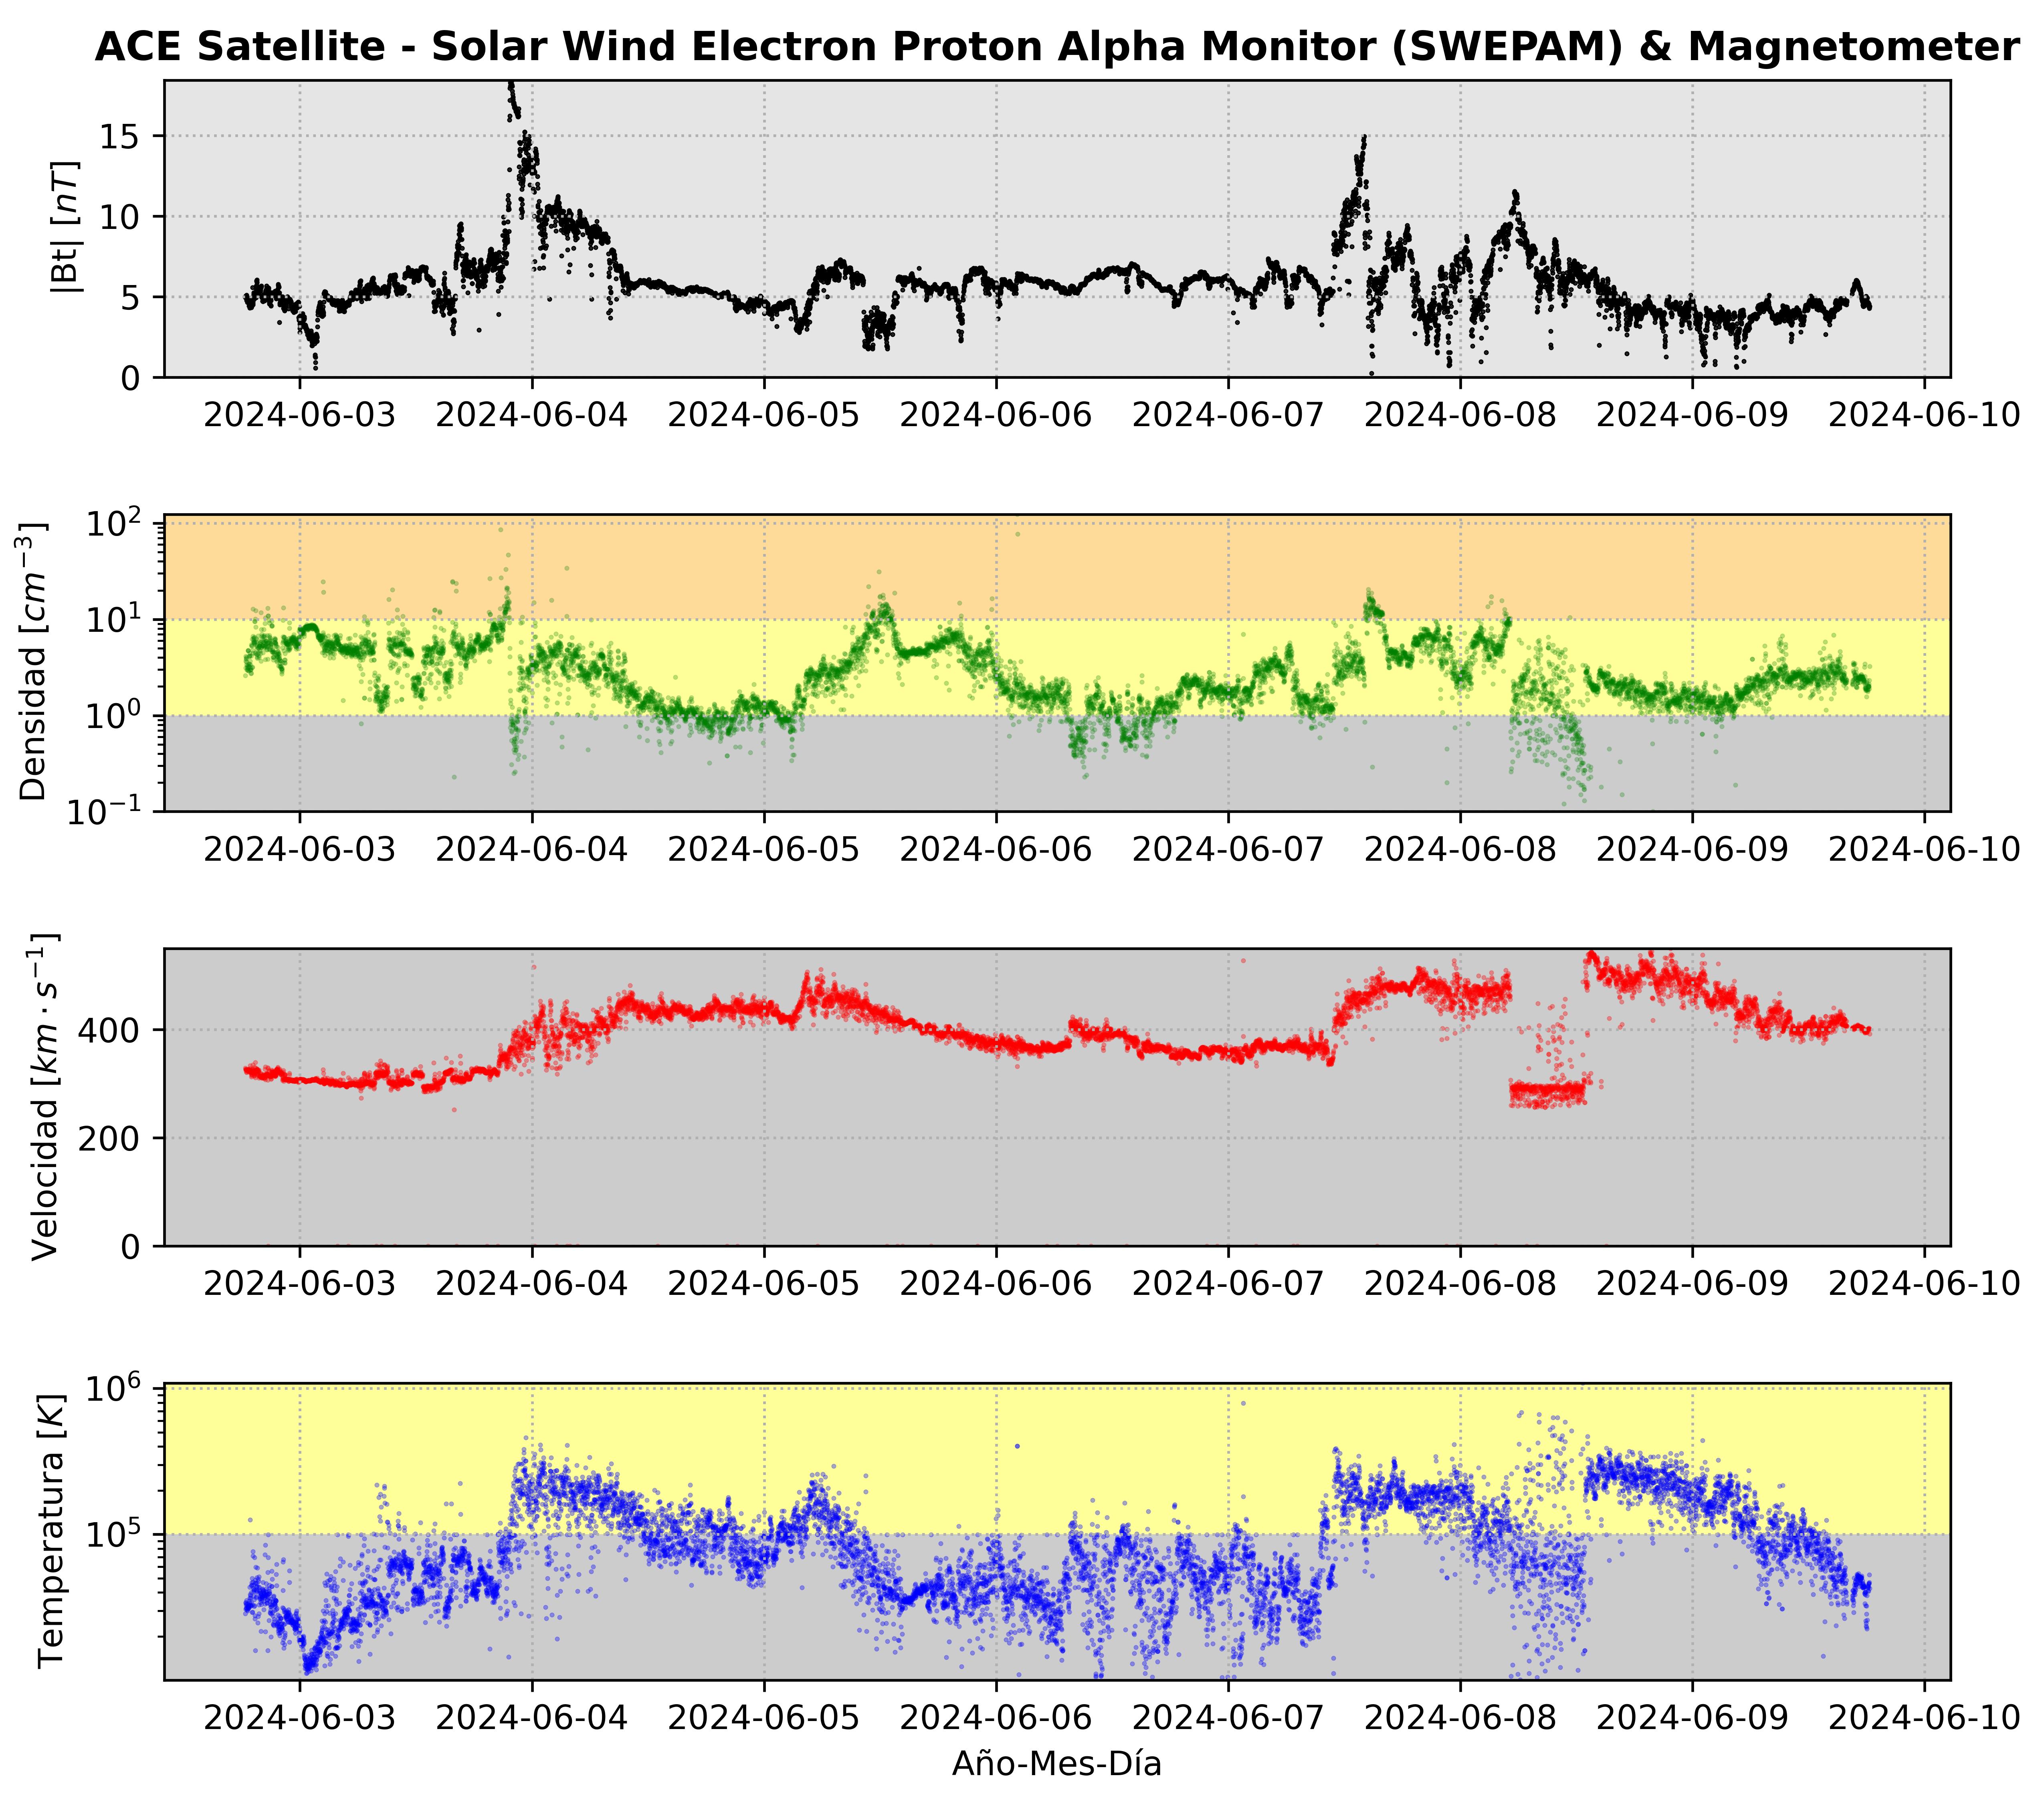 ACE Satellite - Solar Wind Electron Proton Alpha Monitor (SWEPAM) & Magnetometer
|Bt| [nT]
15
10
5
0
2024-06-03 2024-06-04 2024-06-05 2024-06-06 2024-06-07 2024-06-08 2024-06-09 2024-06-10
Densidad [cm⁻³]
10²
10¹
10⁰
10⁻¹
2024-06-03 2024-06-04 2024-06-05 2024-06-06 2024-06-07 2024-06-08 2024-06-09 2024-06-10
Velocidad [km · s⁻¹]
400
200
0
2024-06-03 2024-06-04 2024-06-05 2024-06-06 2024-06-07 2024-06-08 2024-06-09 2024-06-10
Temperatura [K]
10⁶
10⁵
2024-06-03 2024-06-04 2024-06-05 2024-06-06 2024-06-07 2024-06-08 2024-06-09 2024-06-10
Año-Mes-Día